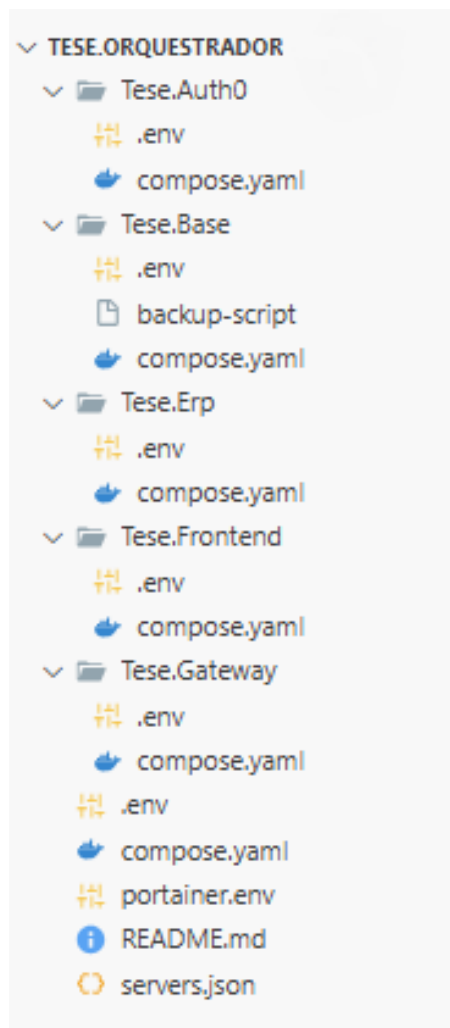 TESE.ORQUESTRADOR
Tese.Auth0
.env
compose.yaml
Tese.Base
.env
backup-script
compose.yaml
Tese.Erp
.env
compose.yaml
Tese.Frontend
.env
compose.yaml
Tese.Gateway
.env
compose.yaml
.env
compose.yaml
portainer.env
README.md
servers.json